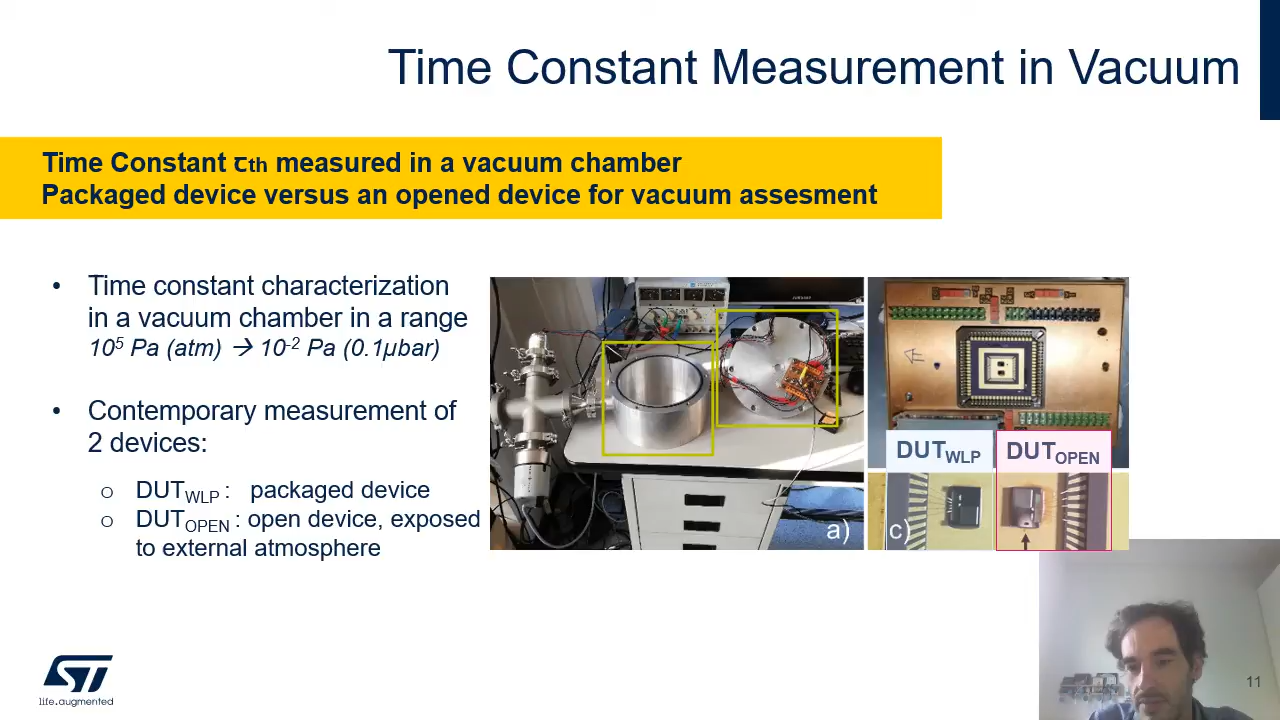 Time Constant Measurement in Vacuum
Time Constant τth measured in a vacuum chamber
Packaged device versus an opened device for vacuum assesment
• Time constant characterization
in a vacuum chamber in a range
10⁵ Pa (atm) → 10⁻² Pa (0.1µbar)
• Contemporary measurement of
2 devices:
o DUT_WLP : packaged device
o DUT_OPEN : open device, exposed
to external atmosphere
DUT_WLP
DUT_OPEN
a)
c)
ST
life.augmented
11